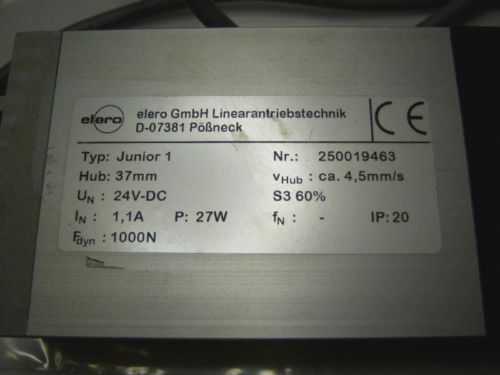 elero elero GmbH Linearantriebstechnik
D-07381 Pößneck
CE
Typ: Junior 1 Nr.: 250019463
Hub: 37mm vHub : ca. 4,5mm/s
UN : 24V-DC S3 60%
IN : 1,1A P: 27W fN : - IP:20
Fdyn : 1000N